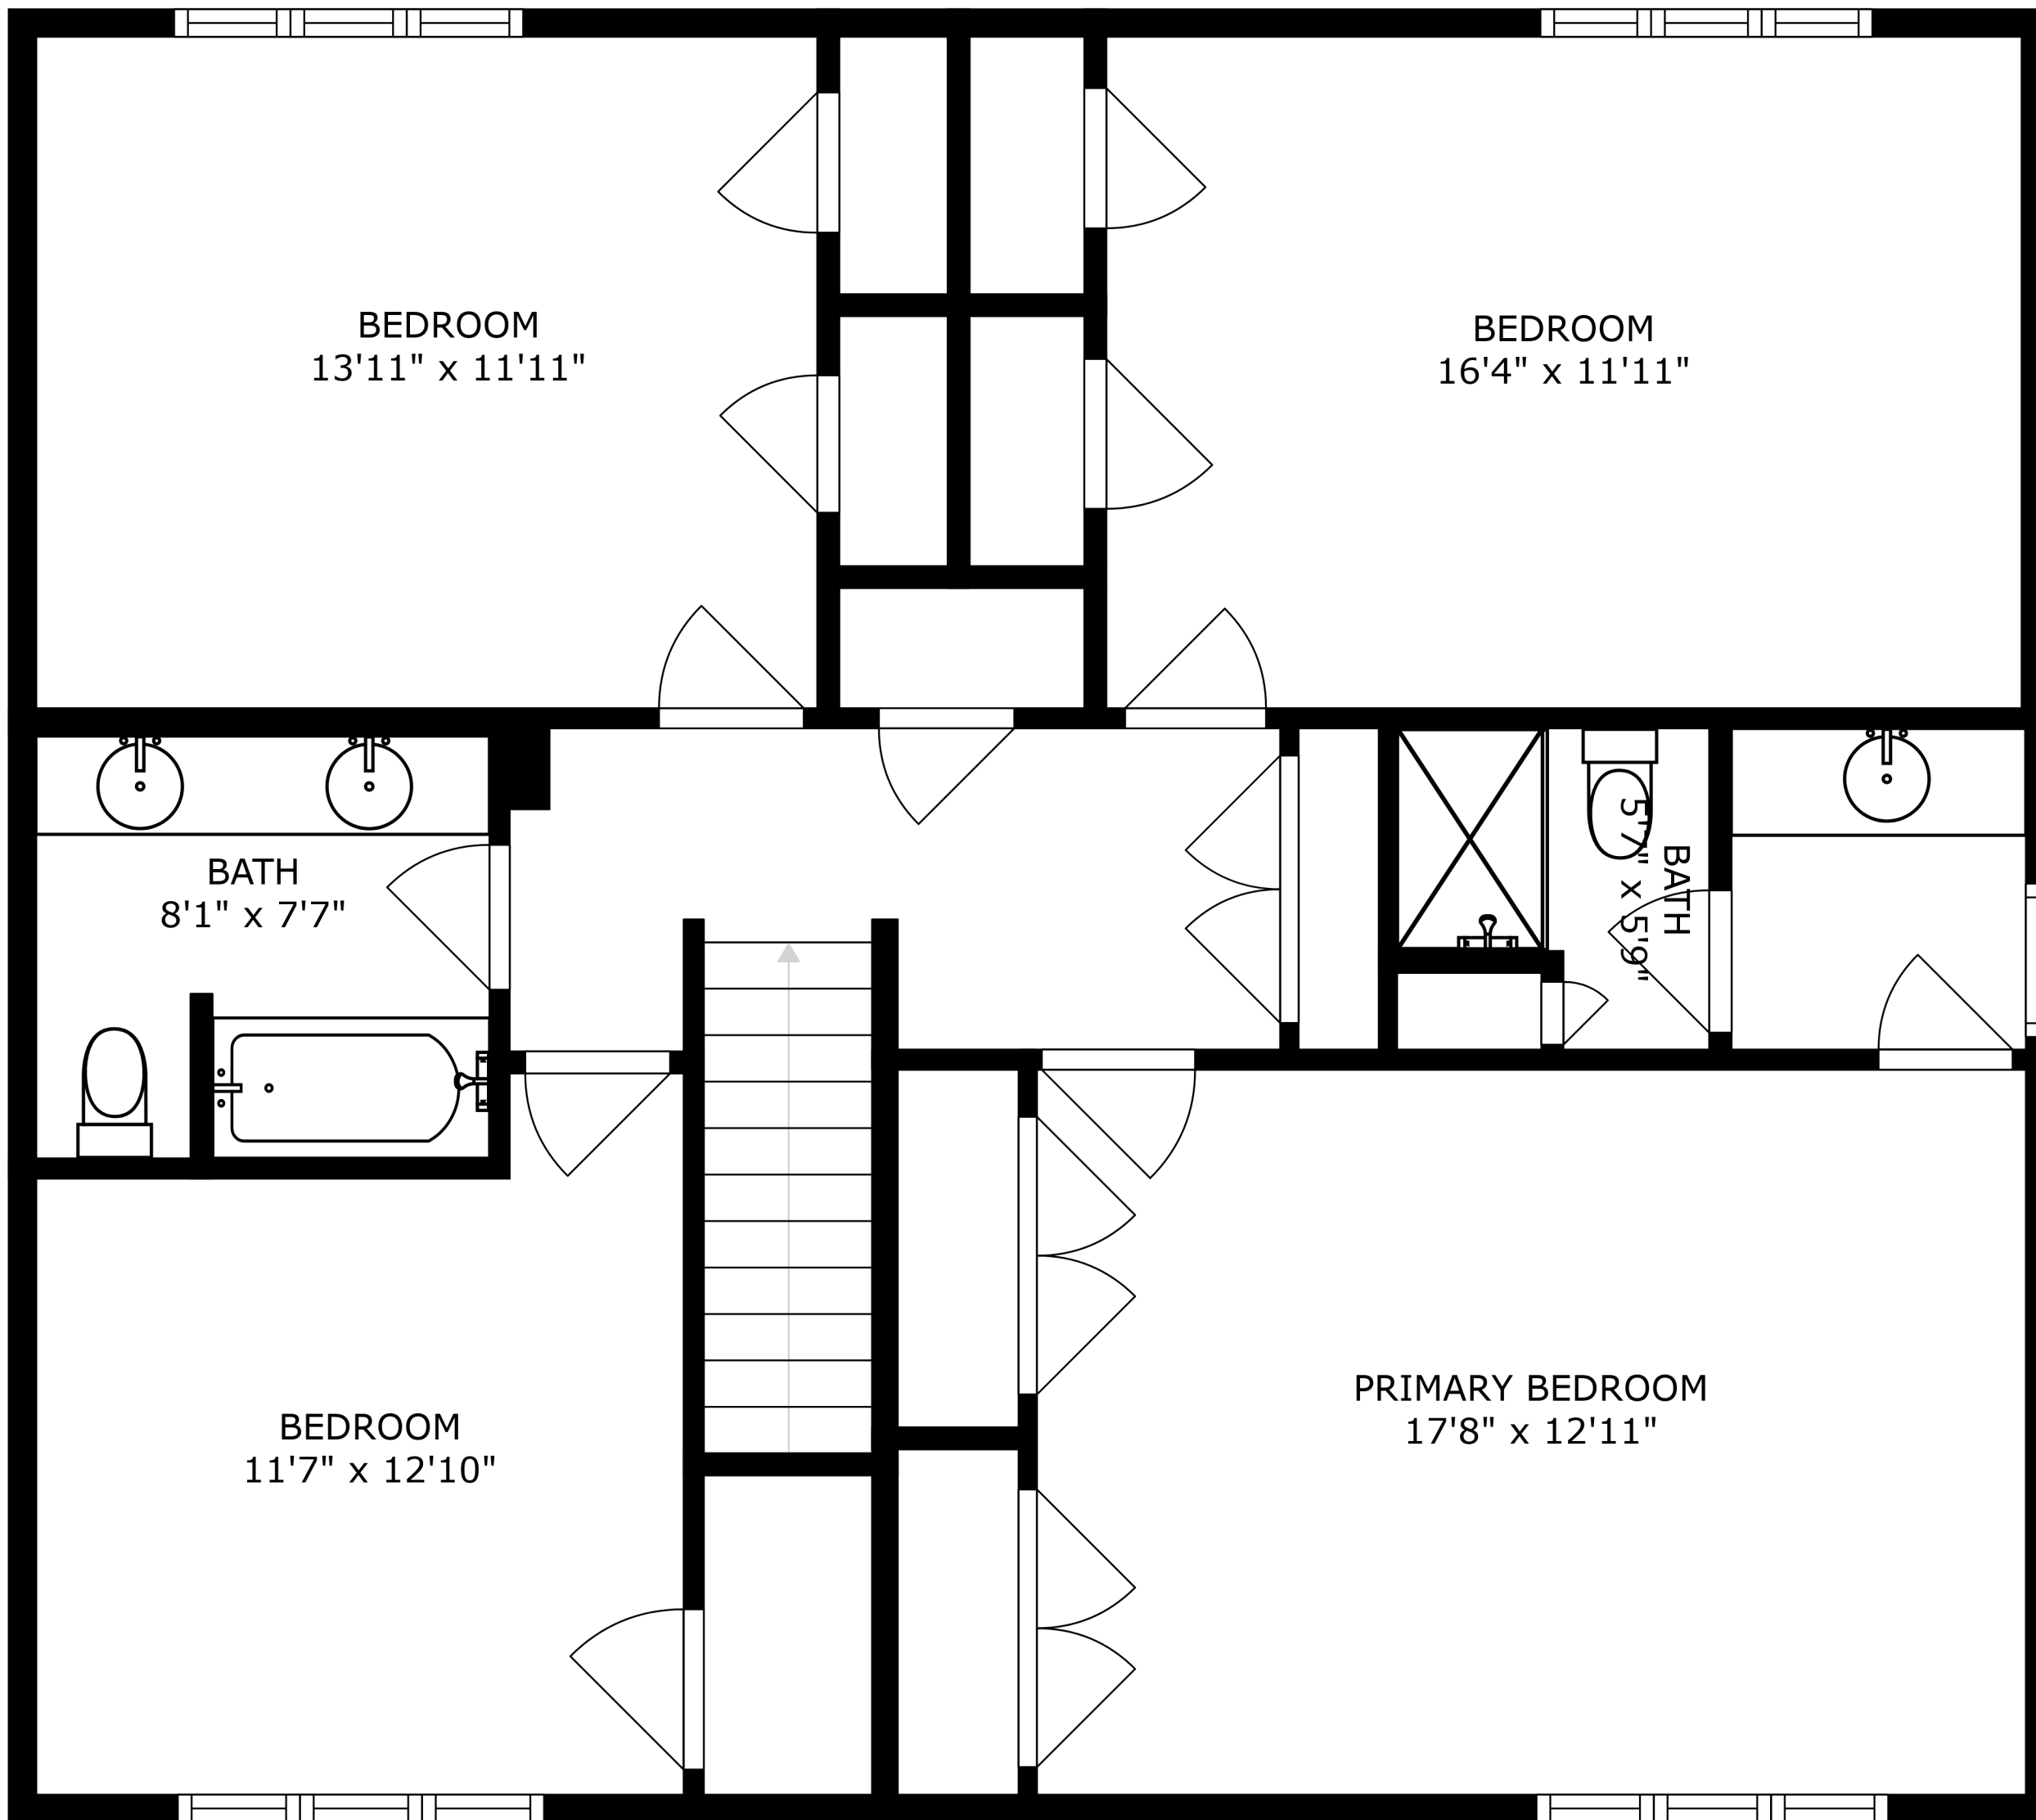 BEDROOM
13'11" x 11'11"
BEDROOM
16'4" x 11'11"
BATH
8'1" x 7'7"
BATH
5'7" x 5'9"
PRIMARY BEDROOM
17'8" x 12'11"
BEDROOM
11'7" x 12'10"